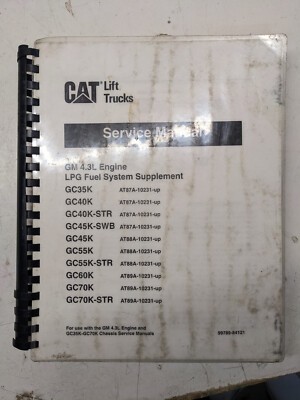 CAT Lift
Trucks
Service Manual
GM 4.3L Engine
LPG Fuel System Supplement
GC35K AT87A-10231-up
GC40K AT87A-10231-up
GC40K-STR AT87A-10231-up
GC45K-SWB AT87A-10231-up
GC45K AT88A-10231-up
GC55K AT88A-10231-up
GC55K-STR AT88A-10231-up
GC60K AT89A-10231-up
GC70K AT89A-10231-up
GC70K-STR AT89A-10231-up
For use with the GM 4.3L Engine and
GC35K-GC70K Chassis Service Manuals